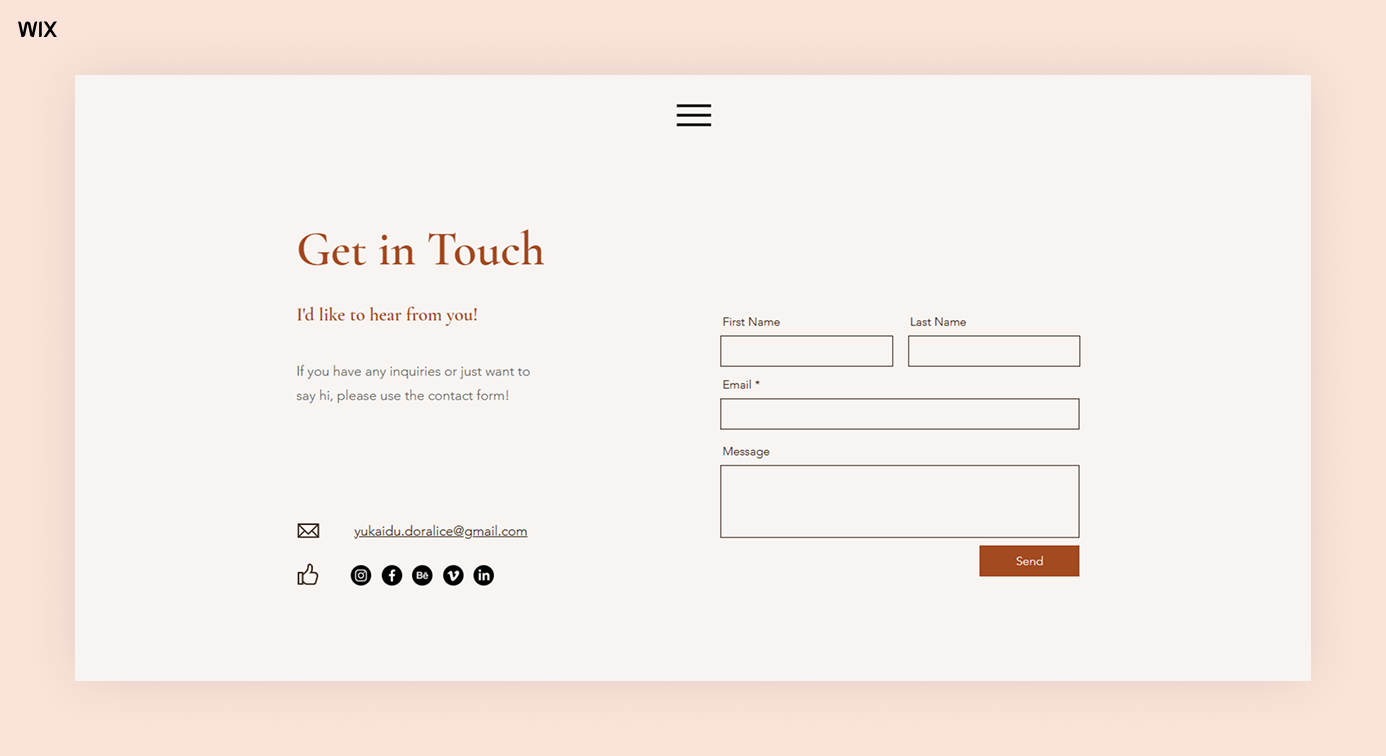 WIX
Get in Touch
I'd like to hear from you!
If you have any inquiries or just want to
say hi, please use the contact form!
yukaidu.doralice@gmail.com
Bē
First Name
Last Name
Email *
Message
Send